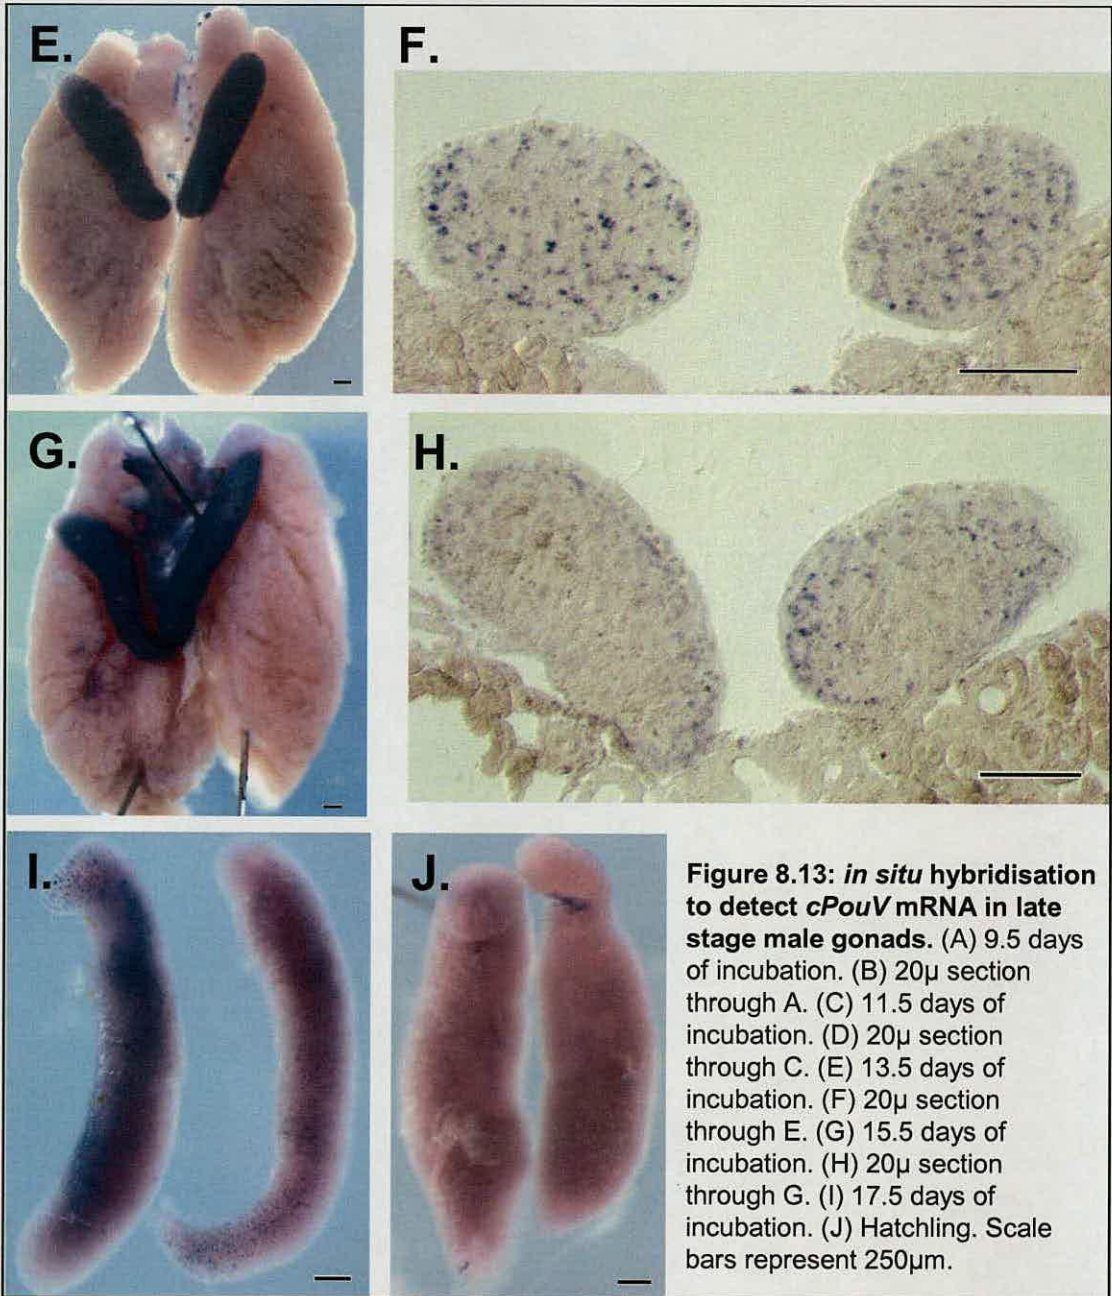 E.
F.
G.
H.
I.
J.
Figure 8.13: in situ hybridisation
to detect cPouV mRNA in late
stage male gonads. (A) 9.5 days
of incubation. (B) 20µ section
through A. (C) 11.5 days of
incubation. (D) 20µ section
through C. (E) 13.5 days of
incubation. (F) 20µ section
through E. (G) 15.5 days of
incubation. (H) 20µ section
through G. (I) 17.5 days of
incubation. (J) Hatchling. Scale
bars represent 250µm.